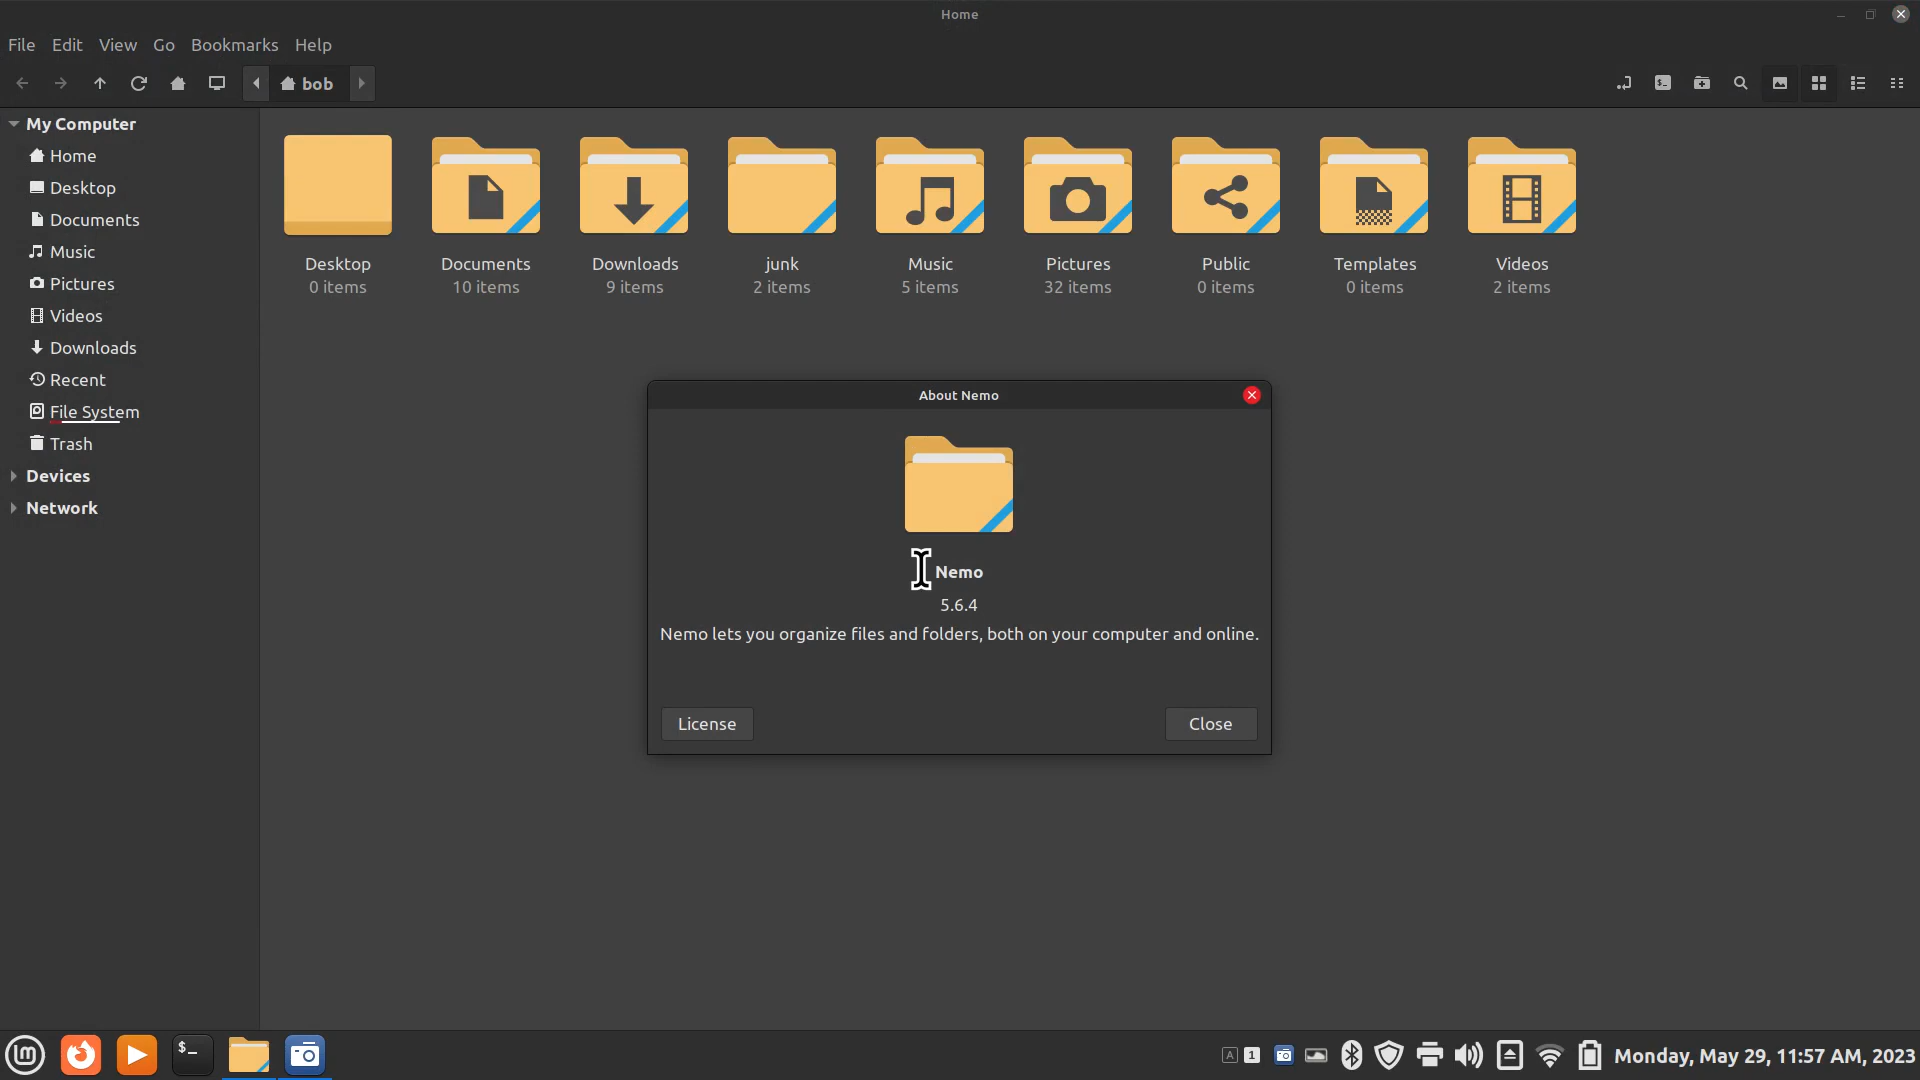 Home
File Edit View Go Bookmarks Help
bob
My Computer
Home
Desktop
Documents
Music
Pictures
Videos
Downloads
Recent
File System
Trash
Devices
Network
Desktop
0 items
Documents
10 items
Downloads
9 items
junk
2 items
Music
5 items
Pictures
32 items
Public
0 items
Templates
0 items
Videos
2 items
About Nemo
Nemo
5.6.4
Nemo lets you organize files and folders, both on your computer and online.
License
Close
$_
A 1
Monday, May 29, 11:57 AM, 2023